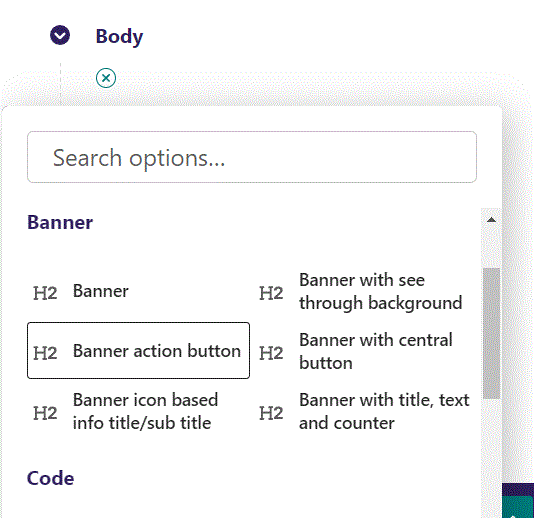 Body
Search options…
Banner
H2 Banner
H2 Banner with see
through background
H2 Banner action button
H2 Banner with central
button
H2 Banner icon based
info title/sub title
H2 Banner with title, text
and counter
Code